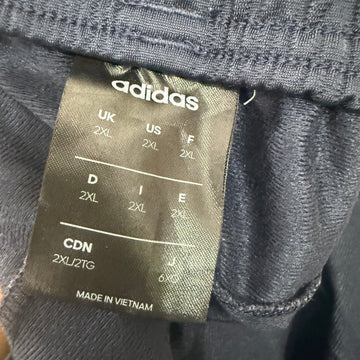 adidas
UK US F
2XL 2XL 2XL
D I E
2XL 2XL 2XL
CDN J
2XL/2TG 6XO
MADE IN VIETNAM